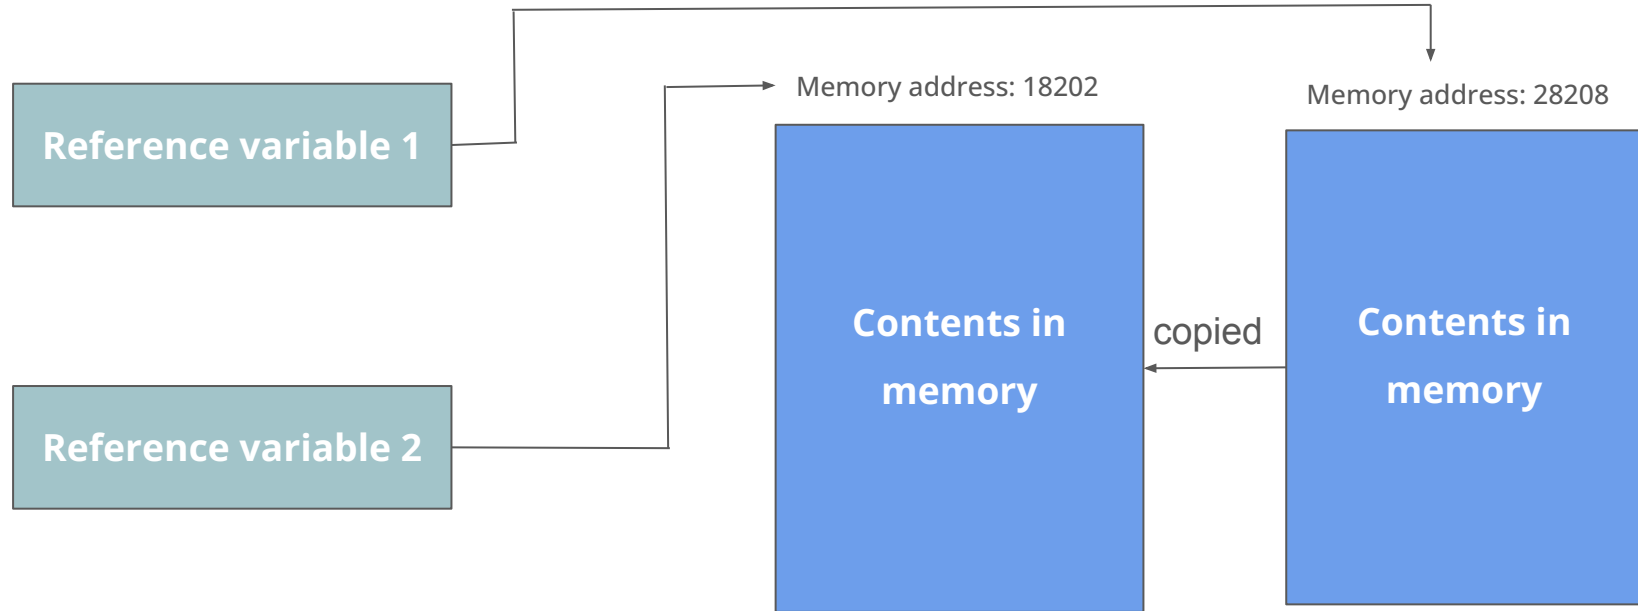 Memory address: 18202
Memory address: 28208
Reference variable 1
Contents in
memory
copied
Contents in
memory
Reference variable 2